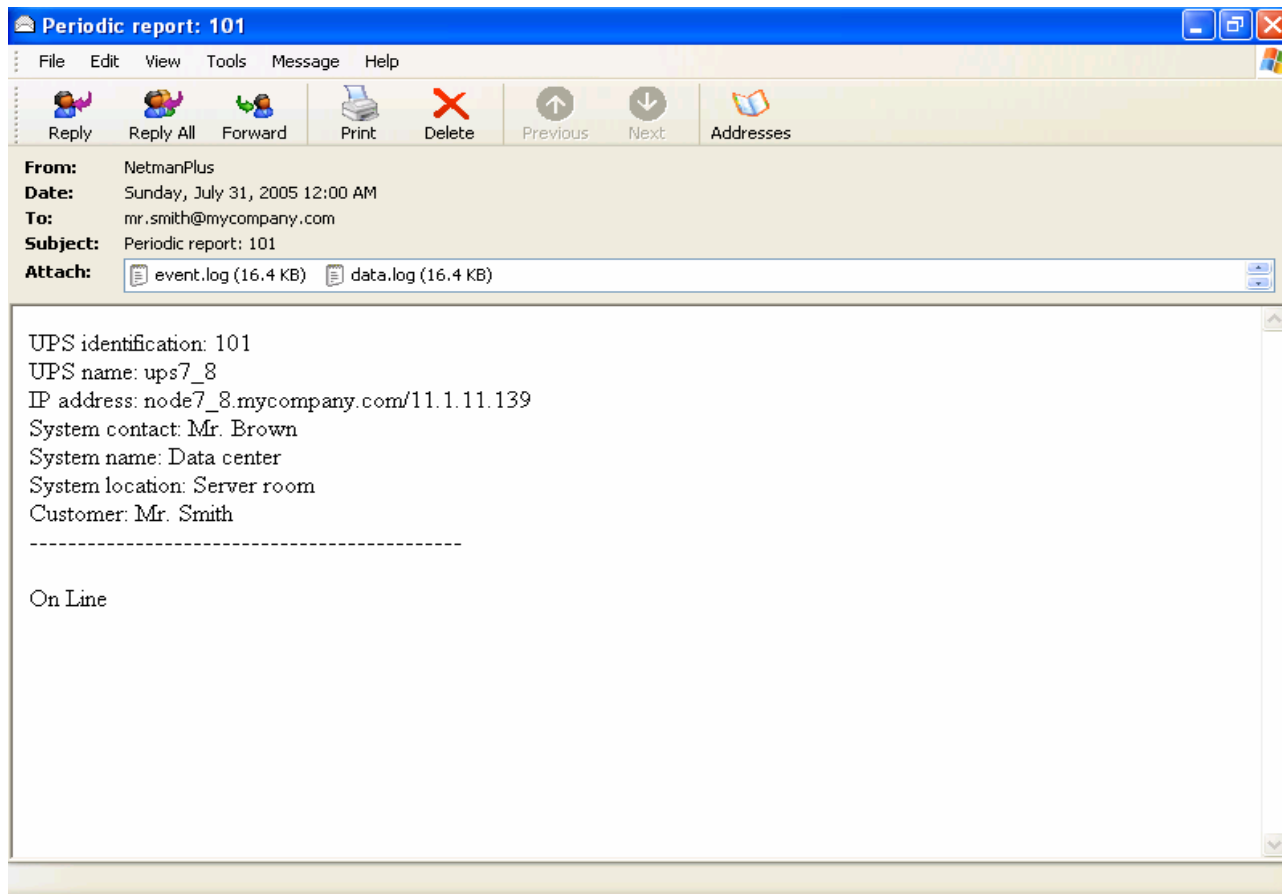 Periodic report: 101
File Edit View Tools Message Help
Reply Reply All Forward Print Delete Previous Next Addresses
From: NetmanPlus
Date: Sunday, July 31, 2005 12:00 AM
To: mr.smith@mycompany.com
Subject: Periodic report: 101
Attach: event.log (16.4 KB) data.log (16.4 KB)
UPS identification: 101
UPS name: ups7_8
IP address: node7_8.mycompany.com/11.1.11.139
System contact: Mr. Brown
System name: Data center
System location: Server room
Customer: Mr. Smith
---------------------------------------------
On Line